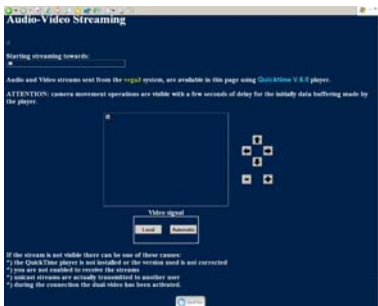 Audio-Video Streaming
Starting streaming towards:
Audio and Video streams sent from the vega2 system, are available in this page using Quicktime V.6.0 player.
ATTENTION: camera movement operations are visible with a few seconds of delay for the initially data buffering made by
the player.
Video signal
Local Automatic
If the stream is not visible there can be one of these causes:
*) the QuickTime player is not installed or the version used is not corrected
*) you are not enabled to receive the streams
*) unicast streams are actually transmitted to another user
*) during the connection the dual-video has been activated.